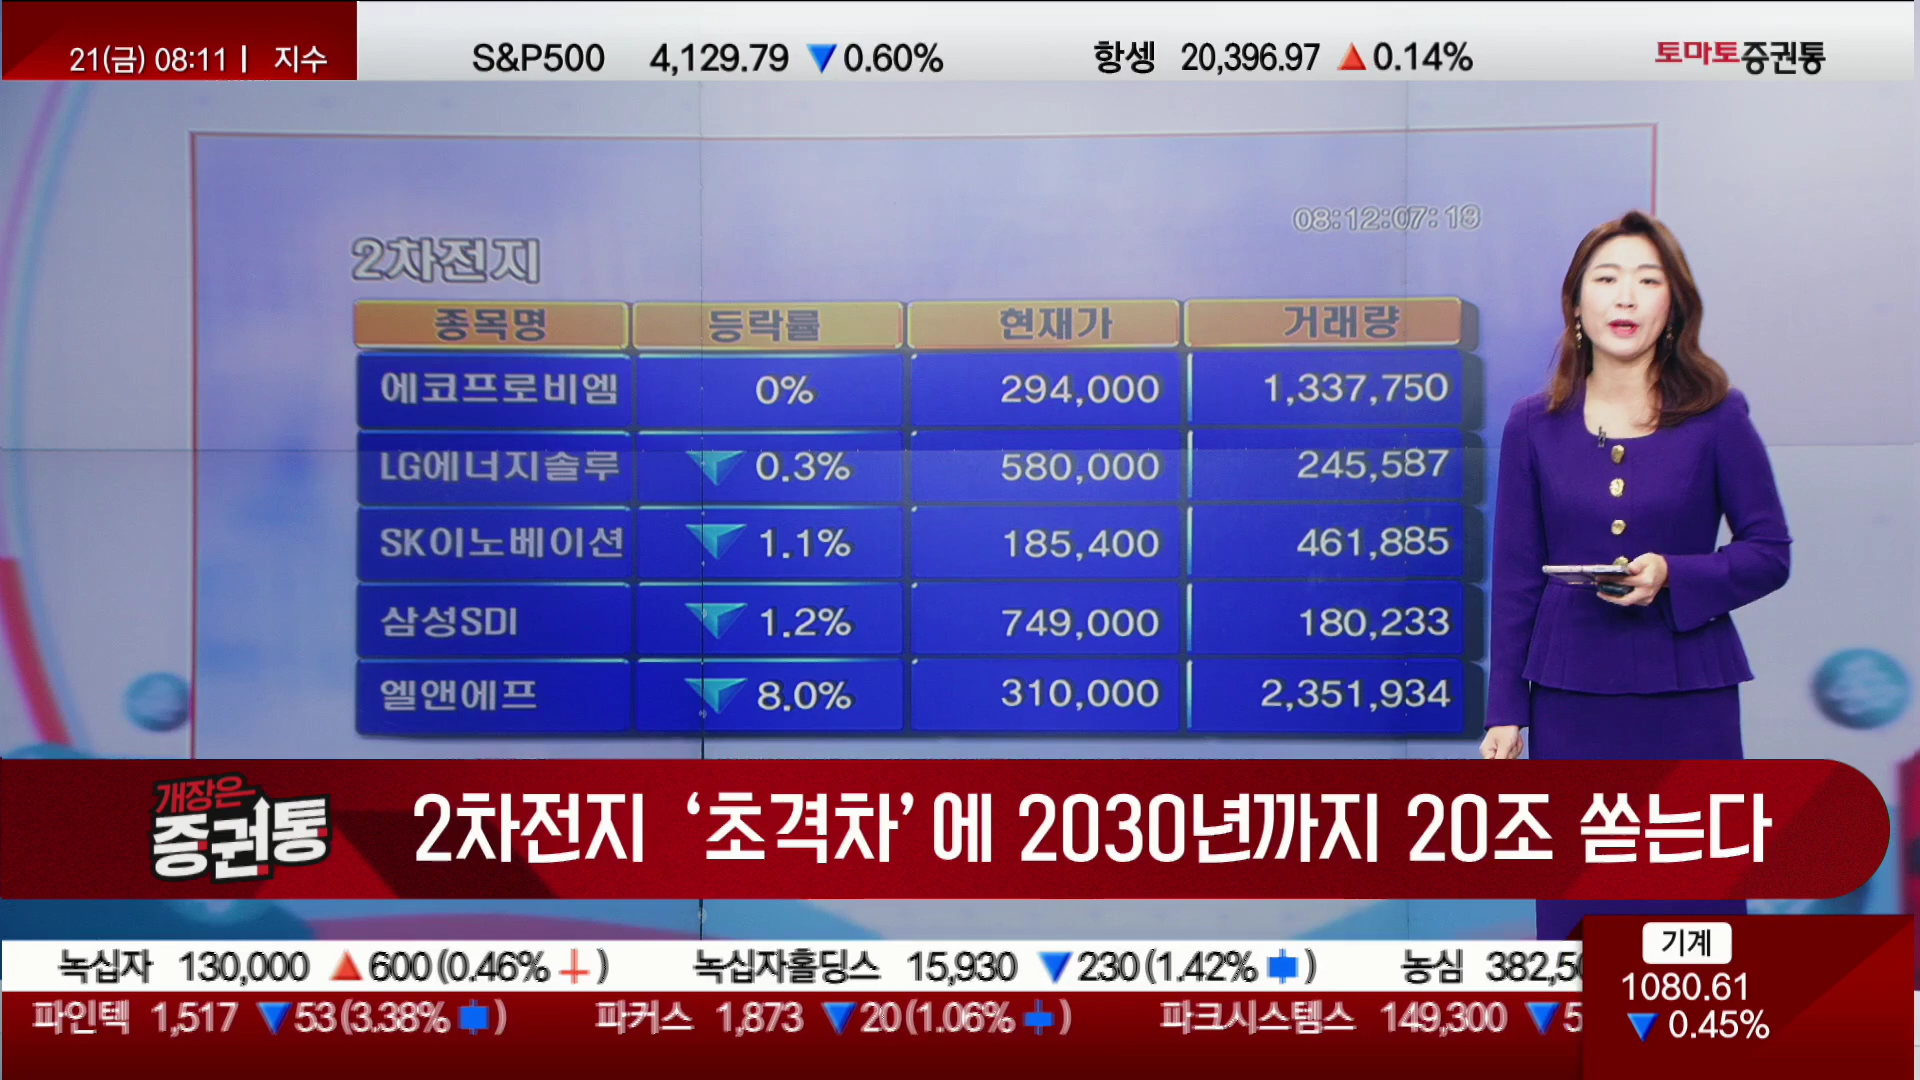 21(금) 08:11 | 지수
S&P500 4,129.79 ▼ 0.60%
항셍 20,396.97 ▲ 0.14%
토마토증권통
08:12:07:18
2차전지
종목명 등락률 현재가 거래량
에코프로비엠 0% 294,000 1,337,750
LG에너지솔루 ▼ 0.3% 580,000 245,587
SK이노베이션 ▼ 1.1% 185,400 461,885
삼성SDI ▼ 1.2% 749,000 180,233
엘앤에프 ▼ 8.0% 310,000 2,351,934
개장은
증권통
2차전지 ‘초격차’에 2030년까지 20조 쏟는다
녹십자 130,000 ▲600(0.46% ) 녹십자홀딩스 15,930 ▼230(1.42% ) 농심 382,50
파인텍 1,517 ▼53(3.38% ) 파커스 1,873 ▼20(1.06% ) 파크시스템스 149,300 ▼5
기계
1080.61
▼ 0.45%